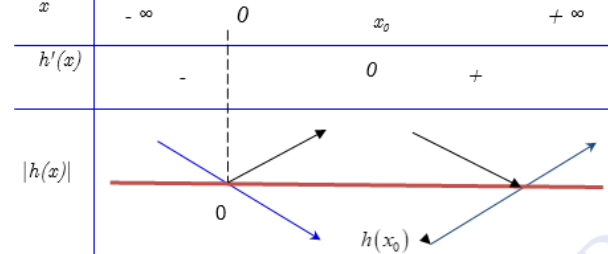 x - ∞ 0 x₀ + ∞
h'(x) - 0 +
|h(x)|
0
h(x₀)